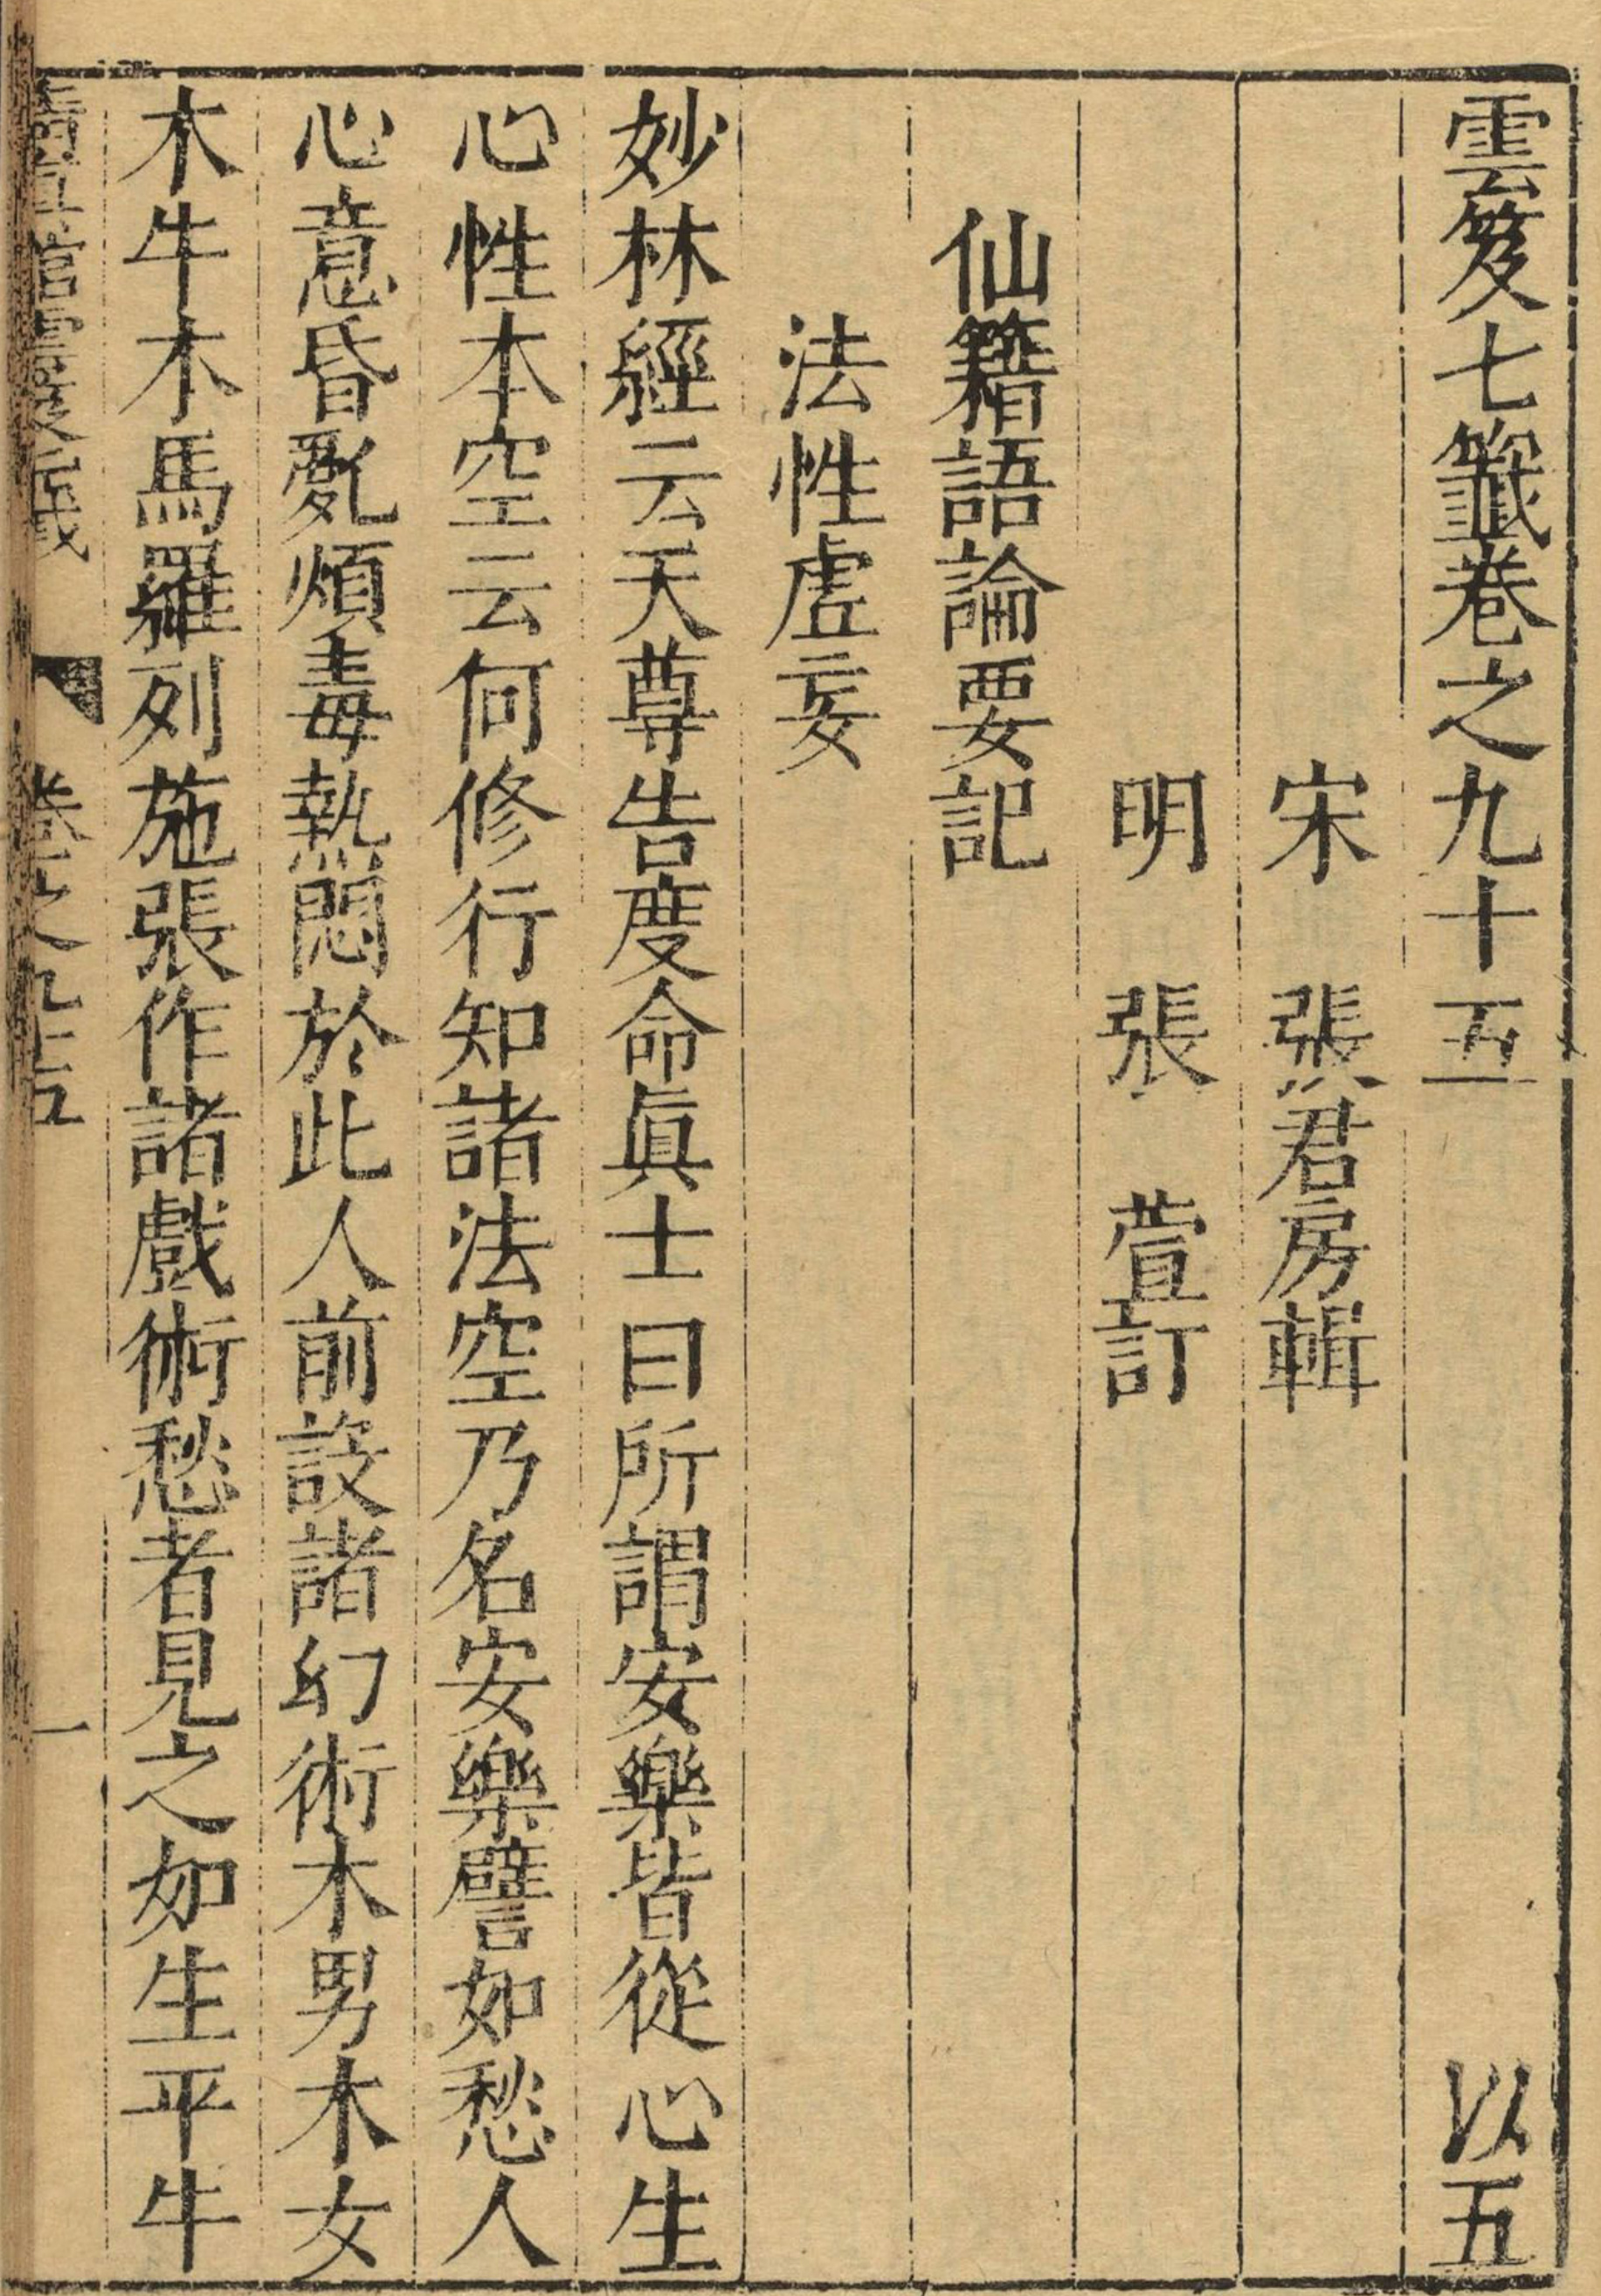 雲笈七籤卷之九十五 以五
宋 張君房輯
明 張 萱訂
仙籍語論要記
法性虛妄
妙林經云天尊告度命眞士曰所謂安樂皆從心生
心性本空云何修行知諸法空乃名安樂譬如愁人
心意昏亂煩毒熱悶於此人前設諸幻術木男木女
木牛木馬羅列施張作諸戲術愁者見之如生平牛
卷之九十五 一